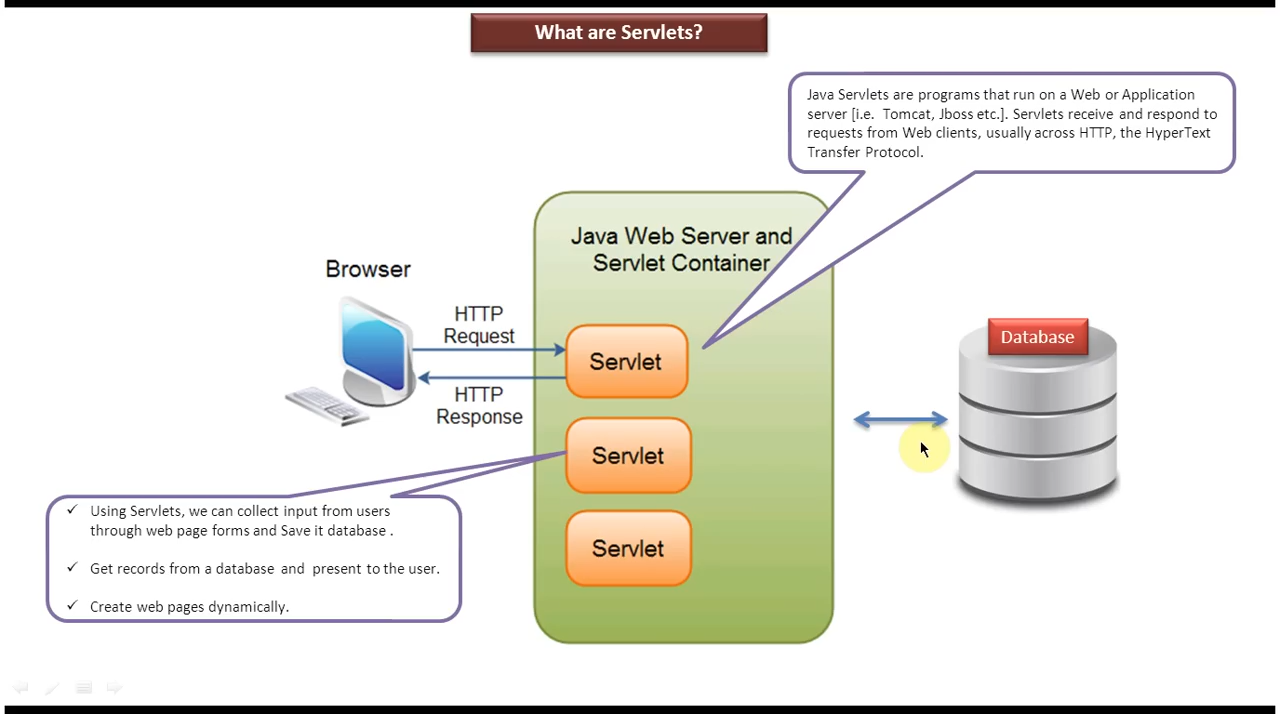 What are Servlets?
Java Servlets are programs that run on a Web or Application
server [i.e. Tomcat, Jboss etc.]. Servlets receive and respond to
requests from Web clients, usually across HTTP, the HyperText
Transfer Protocol.
Java Web Server and
Servlet Container
Browser
HTTP
Request
HTTP
Response
Servlet
Servlet
Servlet
Database
✓ Using Servlets, we can collect input from users
through web page forms and Save it database .
✓ Get records from a database and present to the user.
✓ Create web pages dynamically.